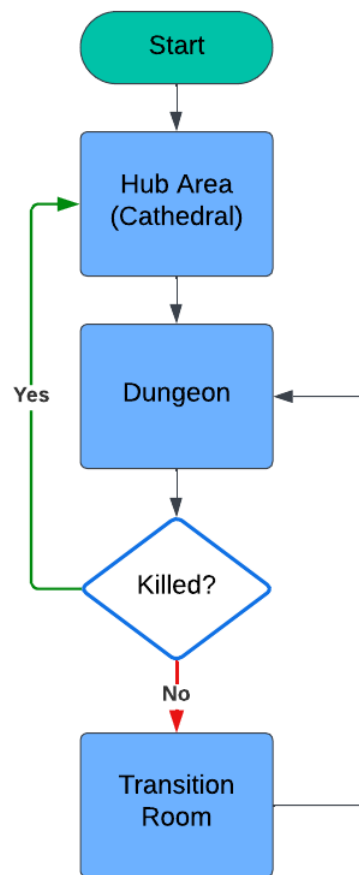 Start
Hub Area
(Cathedral)
Yes
Dungeon
Killed?
No
Transition
Room